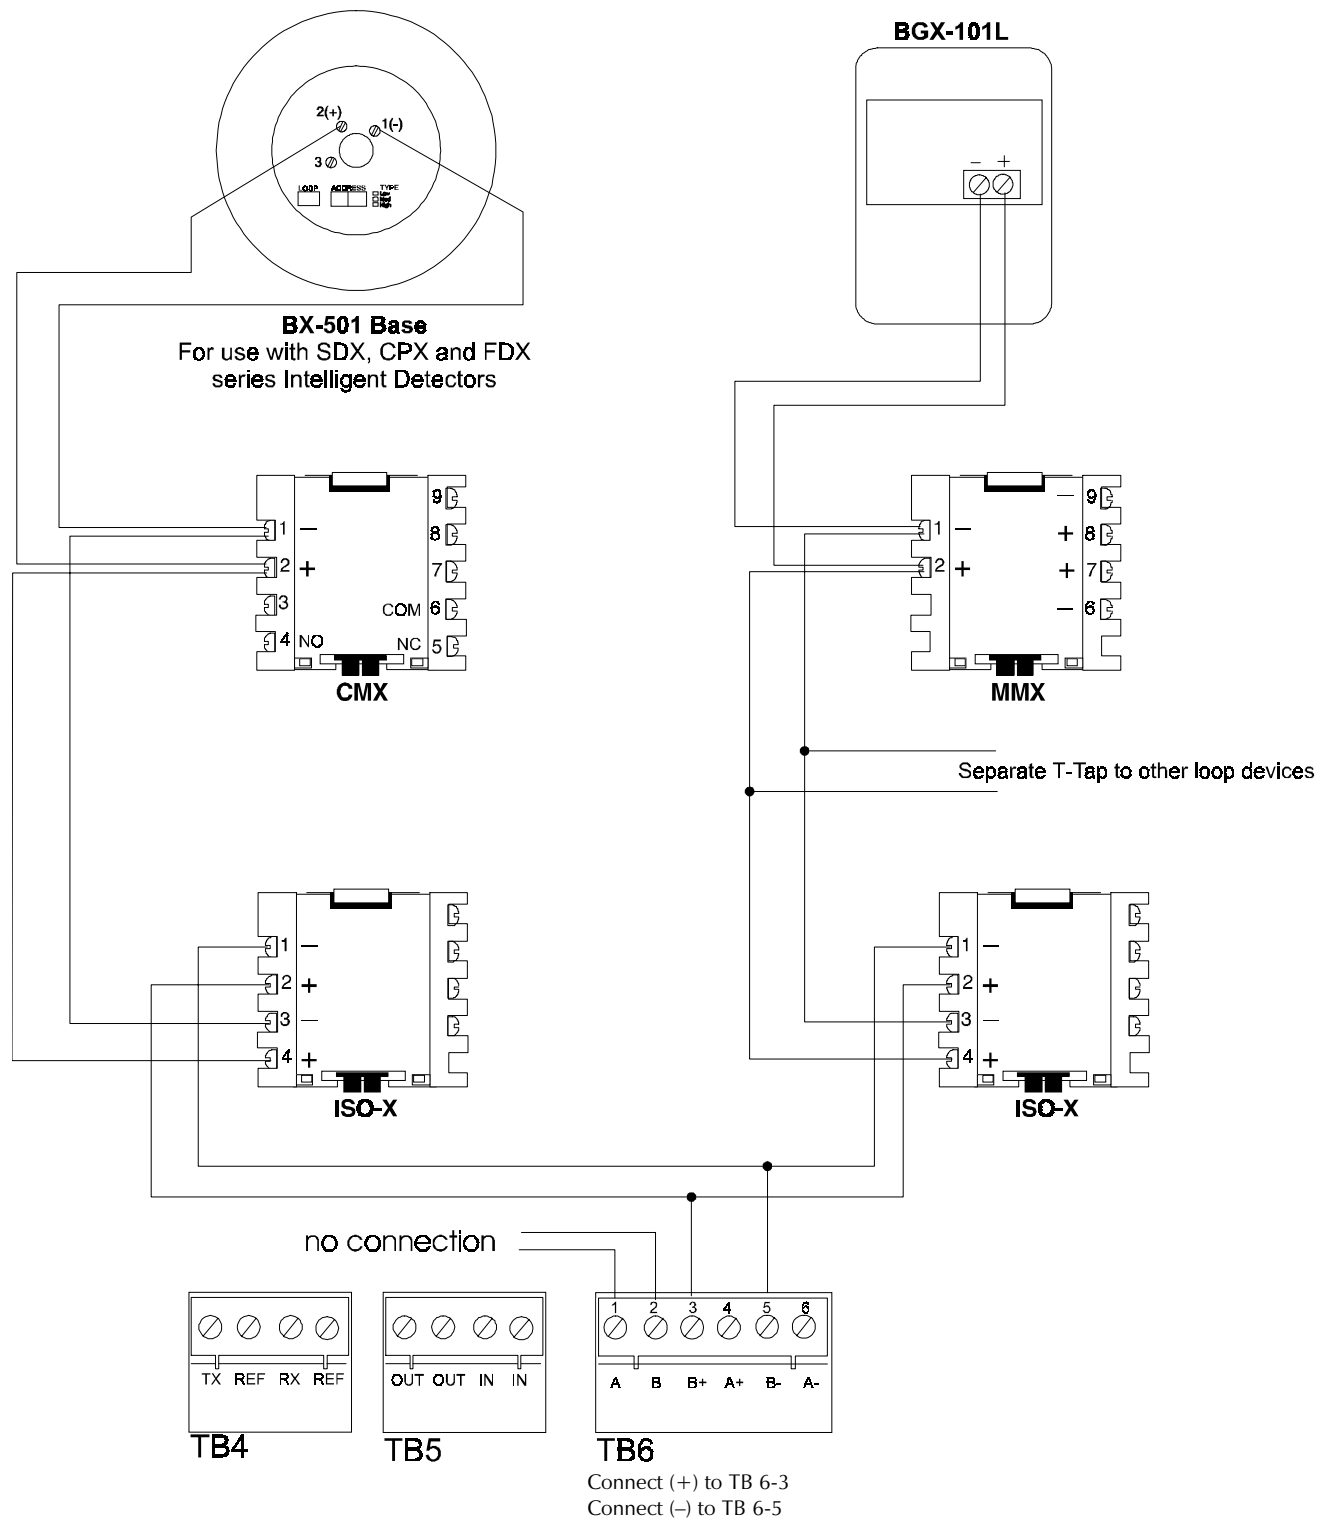 BGX-101L
2(+)
1(-)
3
LOOP ADDRESS TYPE
Low
Med
High
- +
BX-501 Base
For use with SDX, CPX and FDX
series Intelligent Detectors
9
1 − 8
2 + 7
3 COM 6
4 NO NC 5
CMX
− 9
1 − + 8
2 + + 7
− 6
MMX
Separate T-Tap to other loop devices
1 −
2 +
3 −
4 +
ISO-X
1 −
2 +
3 −
4 +
ISO-X
no connection
1 2 3 4 5 6
TX REF RX REF
OUT OUT IN IN
A B B+ A+ B- A-
TB4
TB5
TB6
Connect (+) to TB 6-3
Connect (–) to TB 6-5